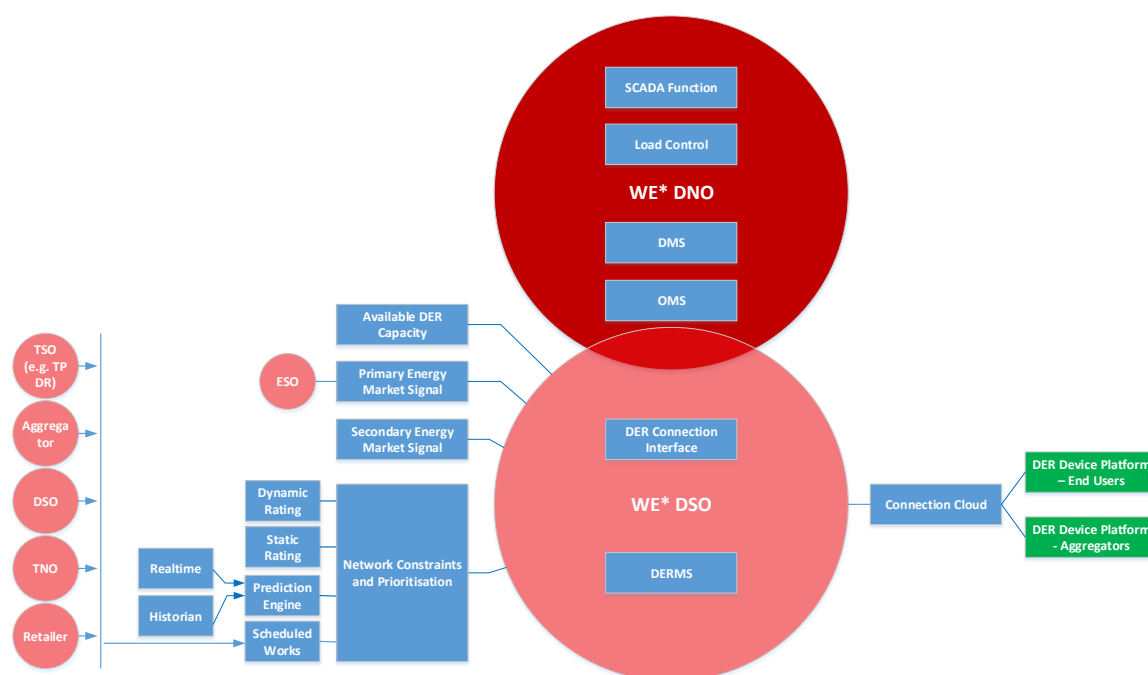 SCADA Function
Load Control
WE* DNO
DMS
OMS
Available DER
Capacity
TSO
(e.g. TP
DR)
ESO
Primary Energy
Market Signal
Aggrega
tor
Secondary Energy
Market Signal
DER Connection
Interface
DER Device Platform
– End Users
DSO
Dynamic
Rating
WE* DSO
Connection Cloud
Static
Rating
DER Device Platform
- Aggregators
TNO
Realtime
Network Constraints
and Prioritisation
DERMS
Prediction
Engine
Historian
Retailer
Scheduled
Works